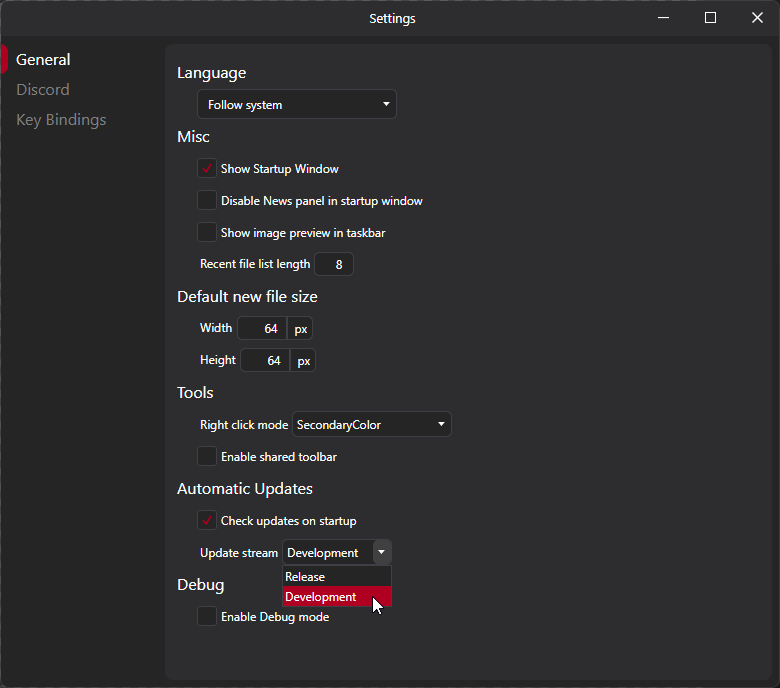 Settings
General
Discord
Key Bindings
Language
Follow system
Misc
Show Startup Window
Disable News panel in startup window
Show image preview in taskbar
Recent file list length 8
Default new file size
Width 64 px
Height 64 px
Tools
Right click mode SecondaryColor
Enable shared toolbar
Automatic Updates
Check updates on startup
Update stream Development
Release
Development
Debug
Enable Debug mode